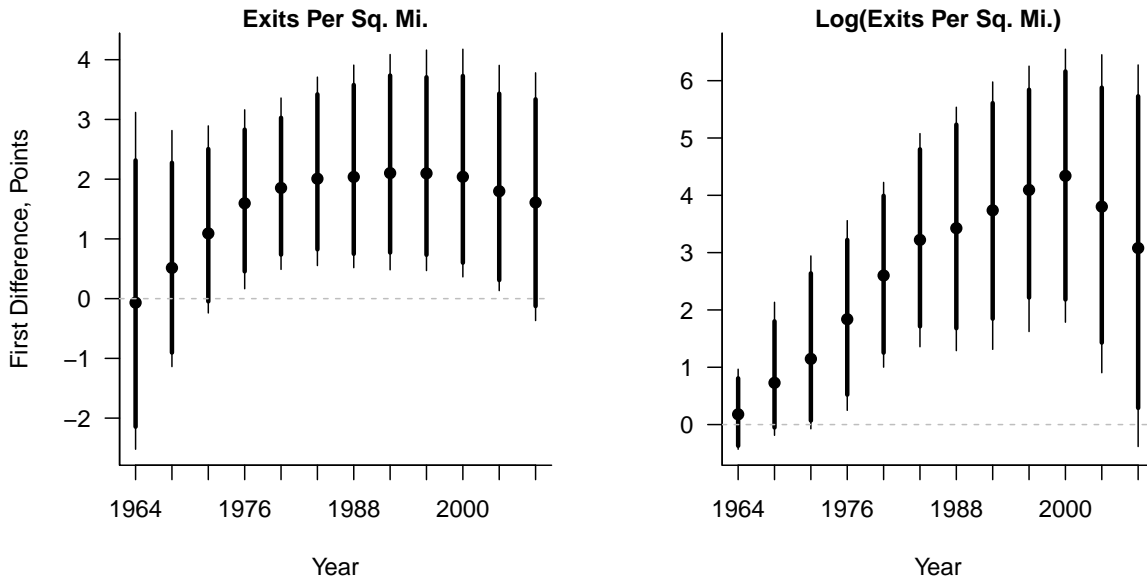 Exits Per Sq. Mi.
4
3
2
1
0
−1
−2
First Difference, Points
1964 1976 1988 2000
Year
Log(Exits Per Sq. Mi.)
6
5
4
3
2
1
0
1964 1976 1988 2000
Year